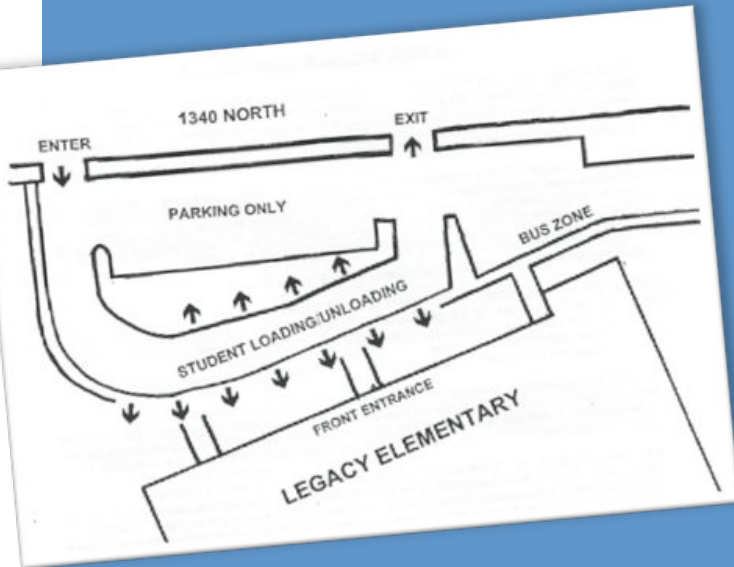 1340 NORTH
ENTER
EXIT
PARKING ONLY
BUS ZONE
STUDENT LOADING/UNLOADING
FRONT ENTRANCE
LEGACY ELEMENTARY